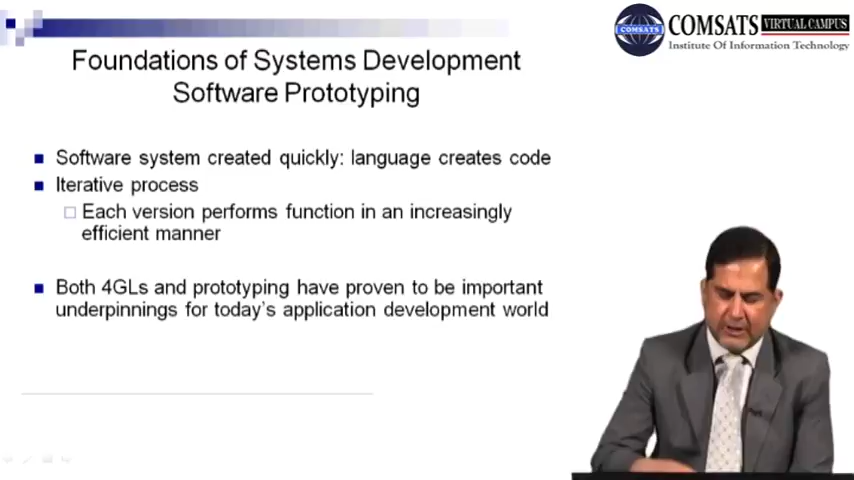 COMSATS VIRTUAL CAMPUS
COMSATS
Institute Of Information Technology
Foundations of Systems Development
Software Prototyping
Software system created quickly: language creates code
Iterative process
Each version performs function in an increasingly
efficient manner
Both 4GLs and prototyping have proven to be important
underpinnings for today's application development world